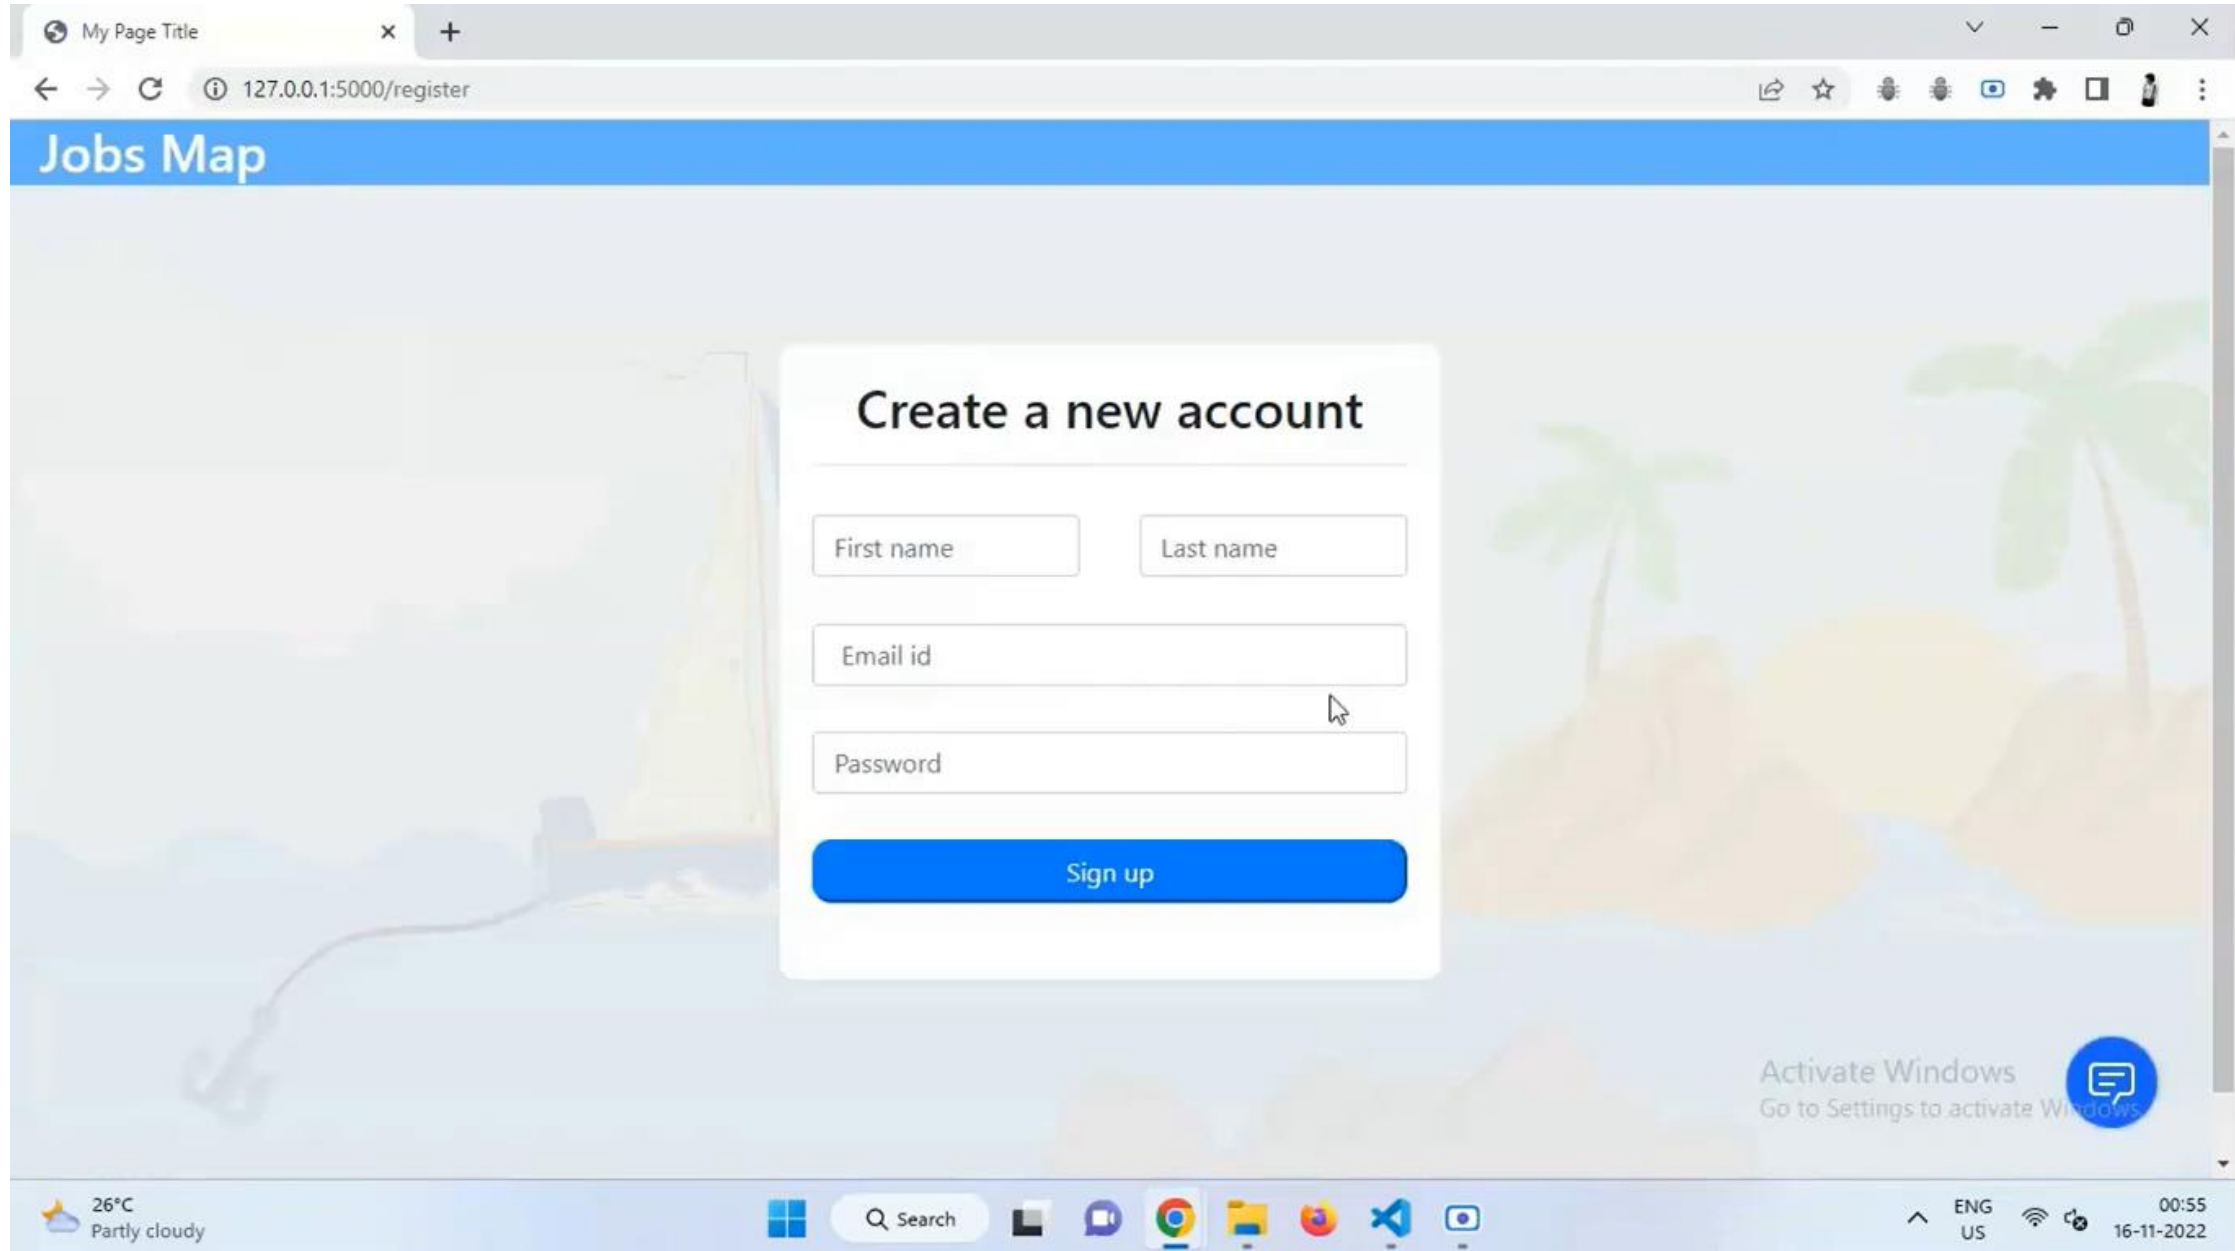 My Page Title
127.0.0.1:5000/register
Jobs Map
Create a new account
First name
Last name
Email id
Password
Sign up
Activate Windows
Go to Settings to activate Windows.
26°C
Partly cloudy
Search
ENG
US
00:55
16-11-2022